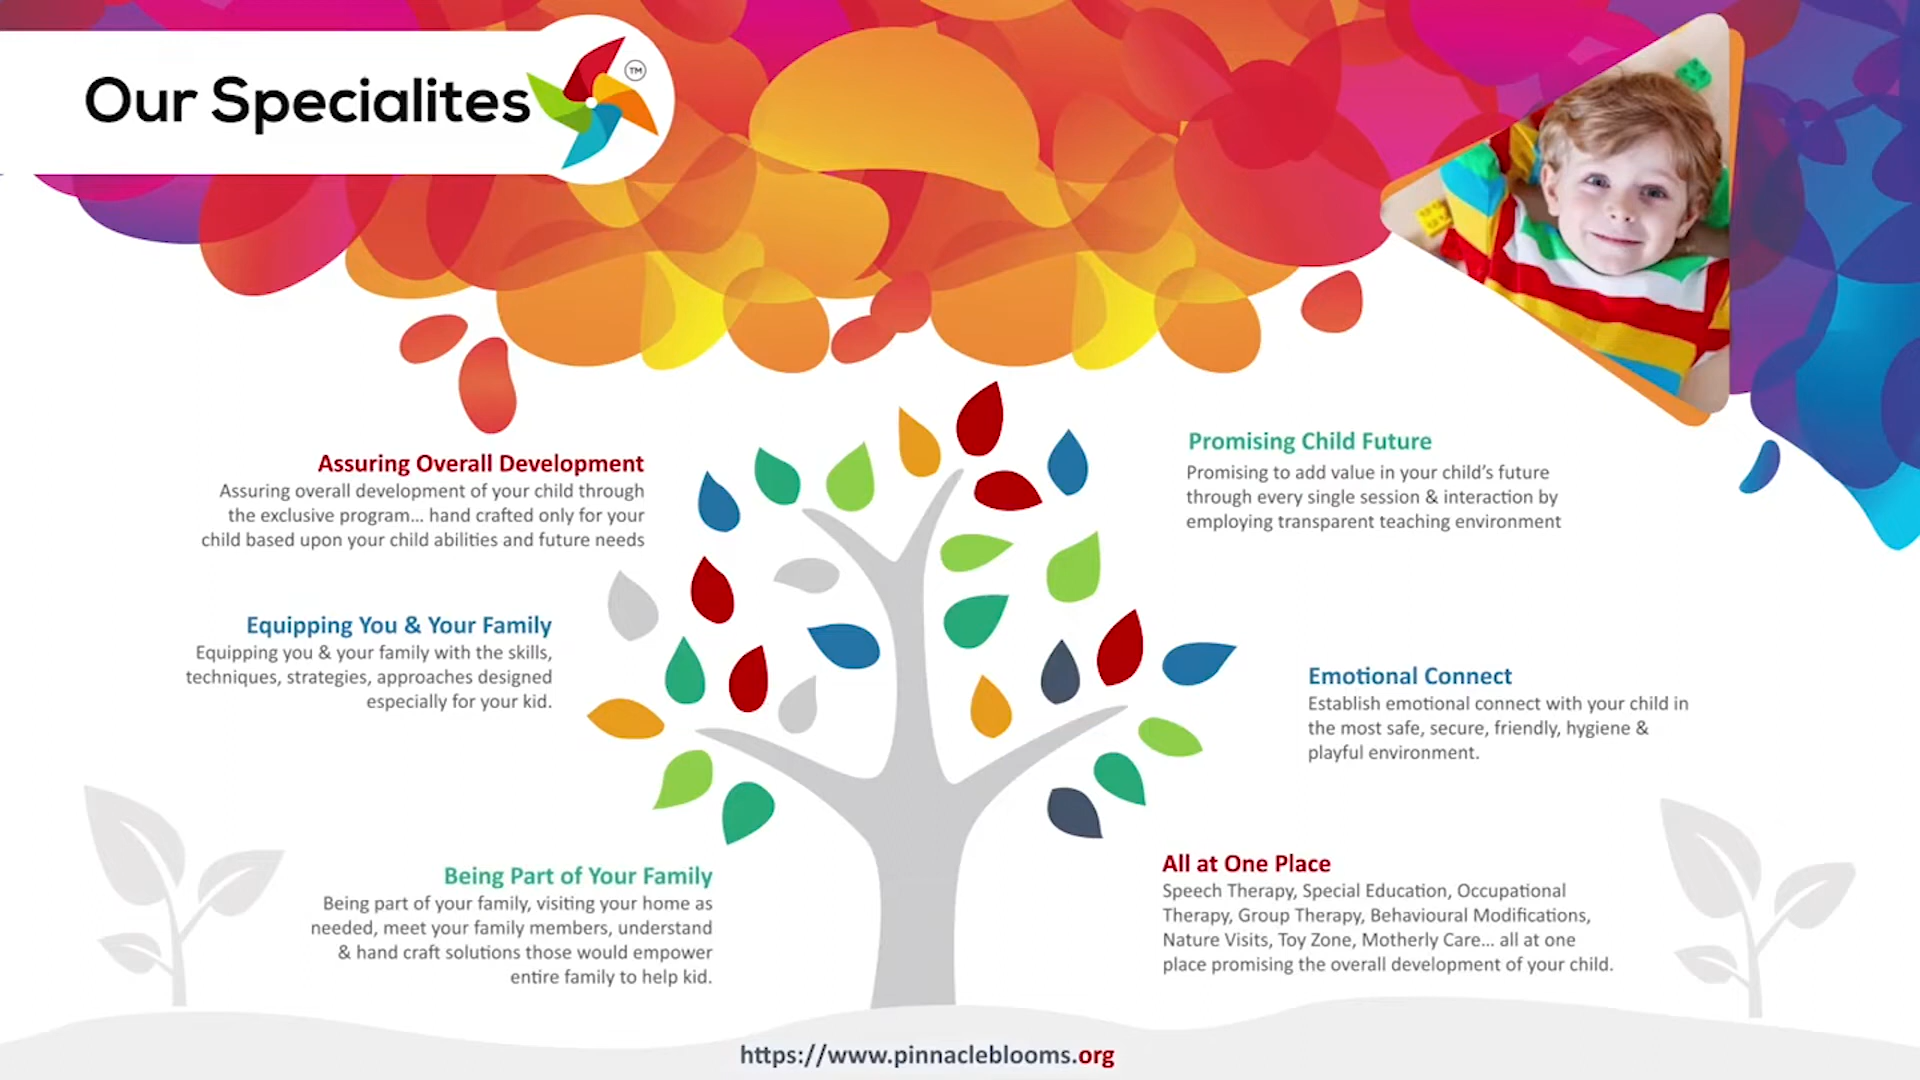 Our Specialites
TM
Assuring Overall Development
Assuring overall development of your child through
the exclusive program... hand crafted only for your
child based upon your child abilities and future needs
Equipping You & Your Family
Equipping you & your family with the skills,
techniques, strategies, approaches designed
especially for your kid.
Being Part of Your Family
Being part of your family, visiting your home as
needed, meet your family members, understand
& hand craft solutions those would empower
entire family to help kid.
Promising Child Future
Promising to add value in your child's future
through every single session & interaction by
employing transparent teaching environment
Emotional Connect
Establish emotional connect with your child in
the most safe, secure, friendly, hygiene &
playful environment.
All at One Place
Speech Therapy, Special Education, Occupational
Therapy, Group Therapy, Behavioural Modifications,
Nature Visits, Toy Zone, Motherly Care... all at one
place promising the overall development of your child.
https://www.pinnacleblooms.org